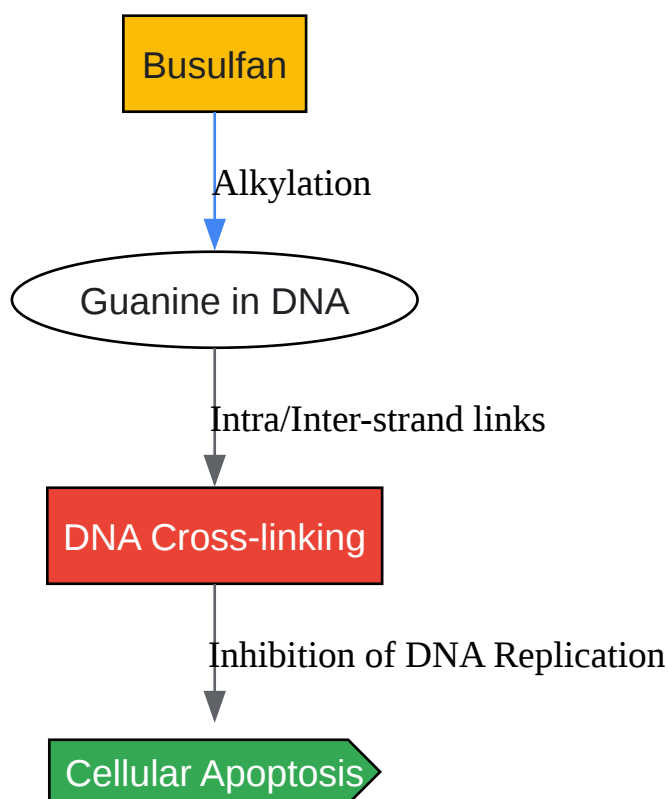 Busulfan
Alkylation
Guanine in DNA
Intra/Inter-strand links
DNA Cross-linking
Inhibition of DNA Replication
Cellular Apoptosis